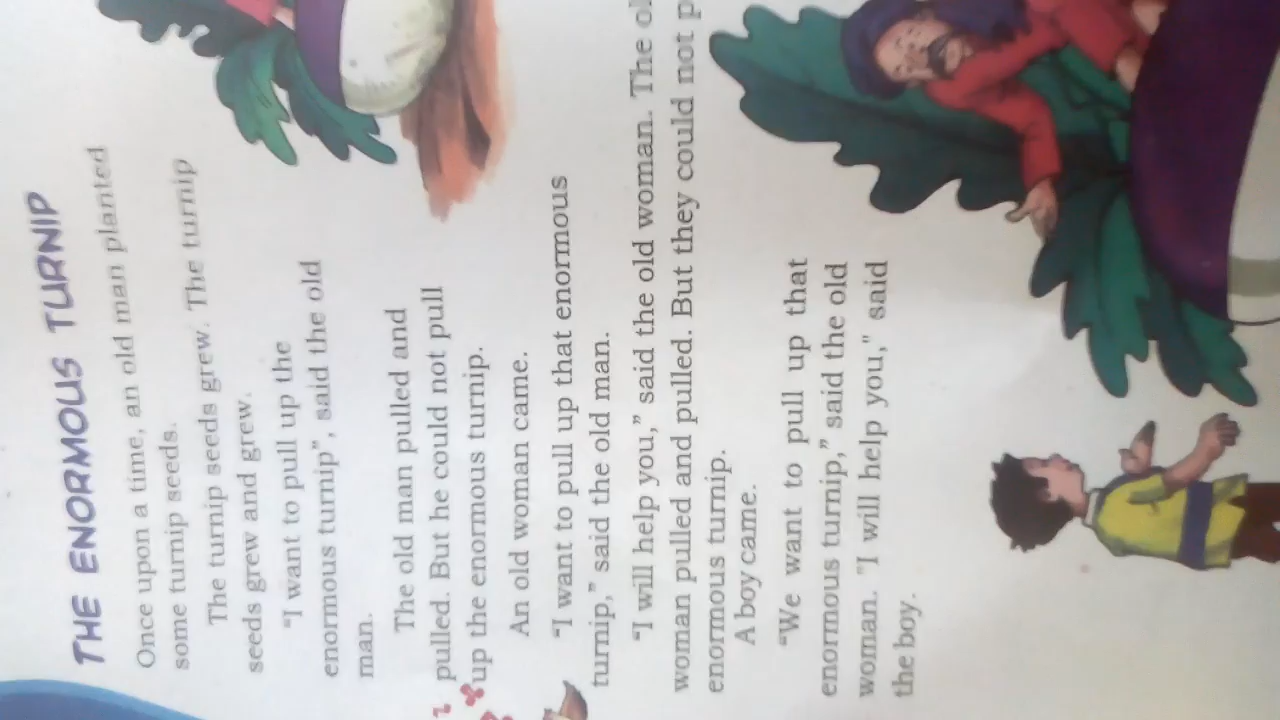 THE ENORMOUS TURNIP
Once upon a time, an old man planted
some turnip seeds.
The turnip seeds grew. The turnip
seeds grew and grew.
"I want to pull up the
enormous turnip", said the old
man.
The old man pulled and
pulled. But he could not pull
up the enormous turnip.
An old woman came.
"I want to pull up that enormous
turnip," said the old man.
"I will help you," said the old woman. The
woman pulled and pulled. But they could not
enormous turnip.
A boy came.
"We want to pull up that
enormous turnip," said the old
woman. "I will help you," said
the boy.